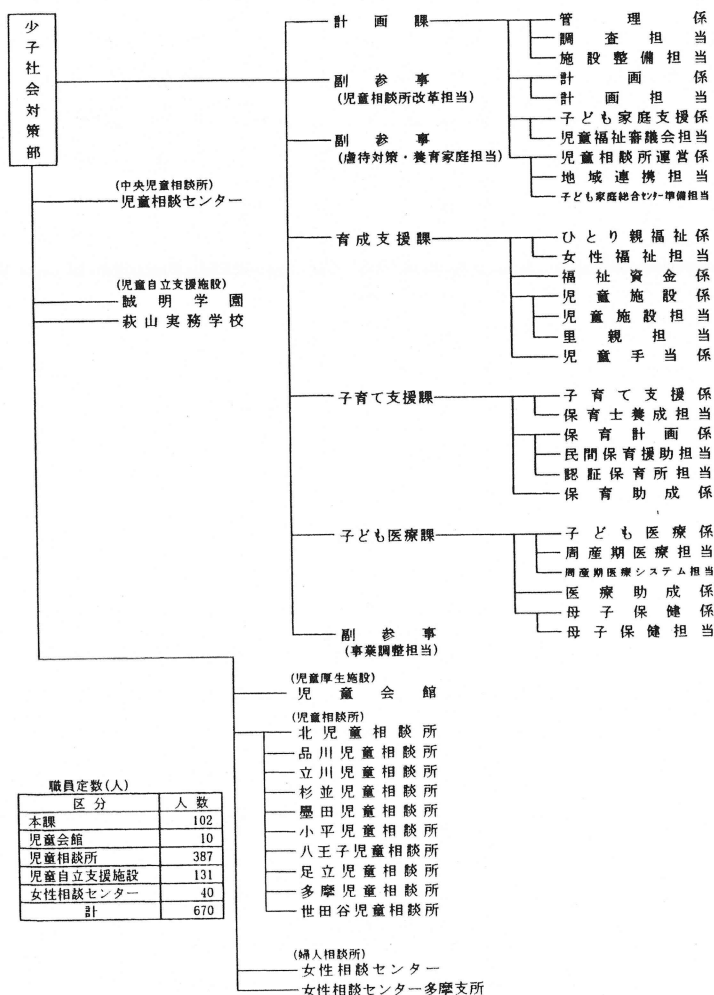 少子社会対策部
計画課
管理係
調査担当
施設整備担当
計画係
計画担当
子ども家庭支援係
児童福祉審議会担当
児童相談所運営係
地域連携担当
子ども家庭総合センター準備担当
副参事
(児童相談所改革担当)
副参事
(虐待対策・養育家庭担当)
(中央児童相談所)
児童相談センター
育成支援課
ひとり親福祉係
女性福祉担当
福祉資金係
児童施設係
児童施設担当
里親担当
児童手当係
(児童自立支援施設)
誠明学園
萩山実務学校
子育て支援課
子育て支援係
保育士養成担当
保育計画係
民間保育援助担当
認証保育所担当
保育助成係
子ども医療課
子ども医療係
周産期医療担当
周産期医療システム担当
医療助成係
母子保健係
母子保健担当
副参事
(事業調整担当)
(児童厚生施設)
児童会館
(児童相談所)
北児童相談所
品川児童相談所
立川児童相談所
杉並児童相談所
墨田児童相談所
小平児童相談所
八王子児童相談所
足立児童相談所
多摩児童相談所
世田谷児童相談所
(婦人相談所)
女性相談センター
女性相談センター多摩支所
職員定数(人)
区分 人数
本課 102
児童会館 10
児童相談所 387
児童自立支援施設 131
女性相談センター 40
計 670